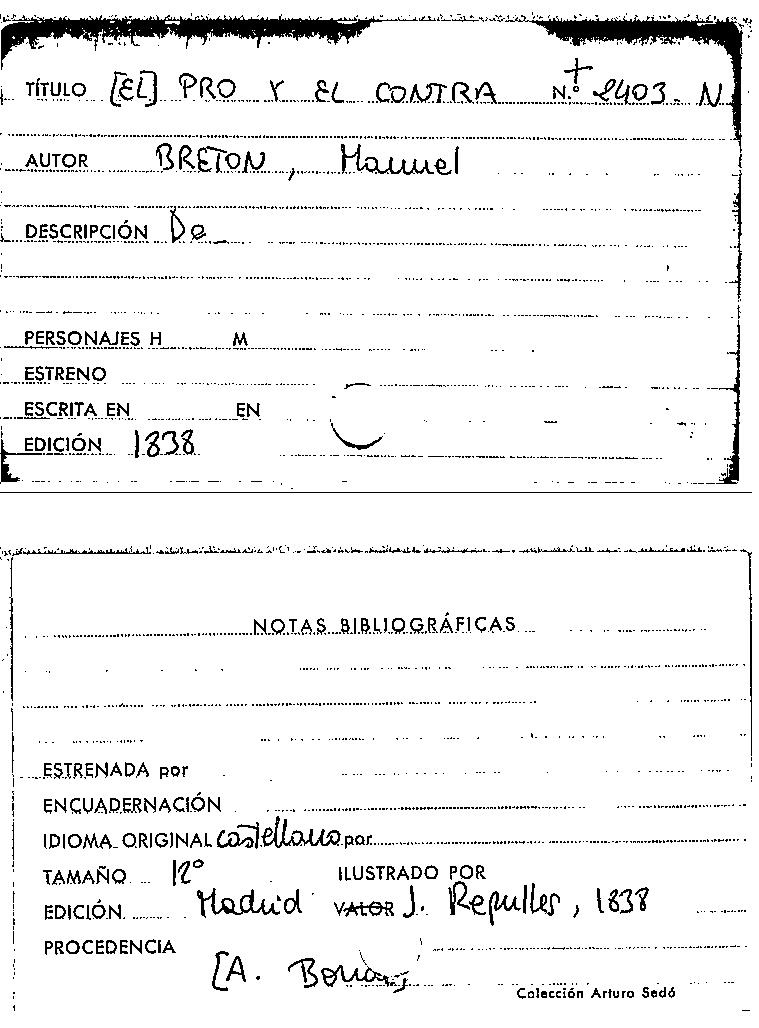 TÍTULO [EL] PRO Y EL CONTRA N.º + 2403. N
AUTOR BRETON, Manuel
DESCRIPCIÓN De_
PERSONAJES H M
ESTRENO
ESCRITA EN EN
EDICIÓN 1838
NOTAS BIBLIOGRÁFICAS
ESTRENADA por
ENCUADERNACIÓN
IDIOMA ORIGINAL castellano por
TAMAÑO 12º ILUSTRADO POR
EDICIÓN Madrid VALOR J. Repulles, 1838
PROCEDENCIA
[A.
Colección Arturo Sedó